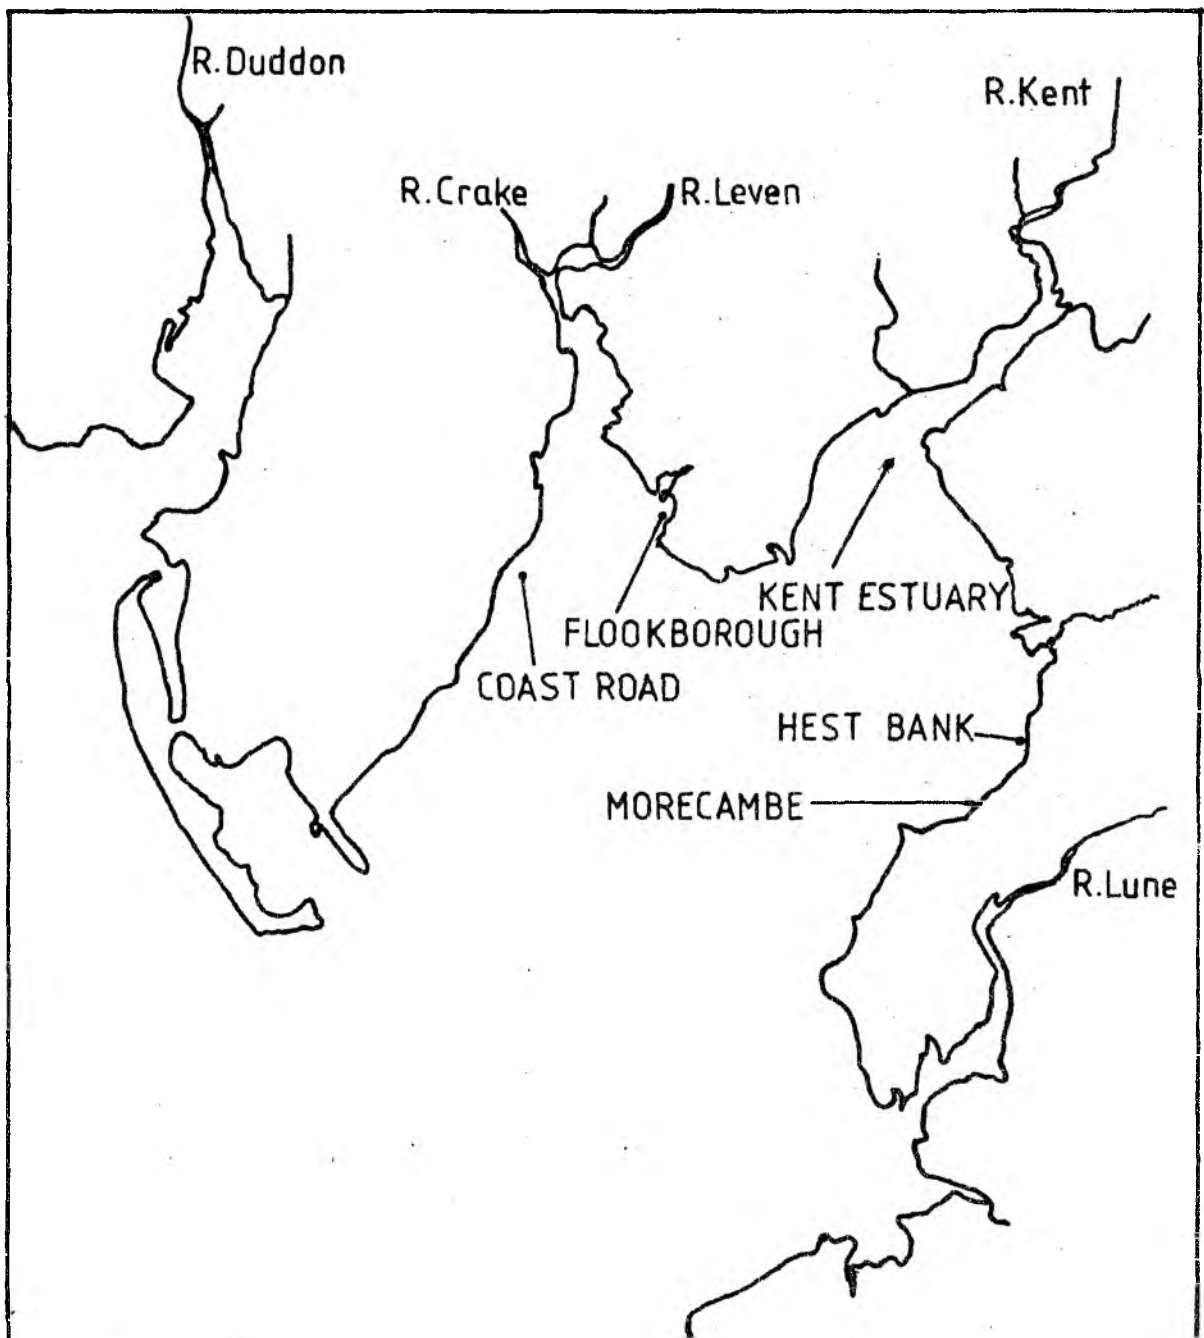 R.Duddon
R.Kent
R.Crake
R.Leven
KENT ESTUARY
FLOOKBOROUGH
COAST ROAD
HEST BANK
MORECAMBE
R.Lune